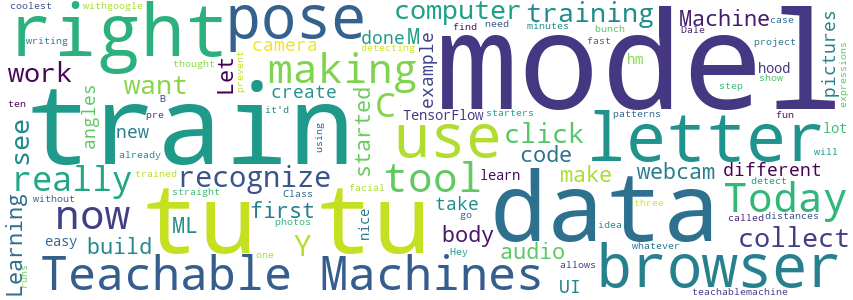 coolest
withgoogle
right
pose
computer
training
Machine
case
writing
camera
done
M
find
need
minutes
bunch
Dale
project
detecting
thought
making
example
fast
hm
hood
step
show
pictures
expressions
work
Let
want
prevent
ten
B
it'd
create
C
model
see
angles
train
pre
using
started
TensorFlow
starters
patterns
fun
new
already
use
click
letter
lot
will
code
detect
really
recognize
tool
learn
make
webcam
different
trained
straight
Class
facial
take
three
Today
Learning
now
tu tu
data
called
distances
without
ML
first
photos
nice
go
body
idea
collect
easy
build
Y
one
Hey
audio
allows
whatever
browser
runs
Teachable Machines
UI
teachablemachine